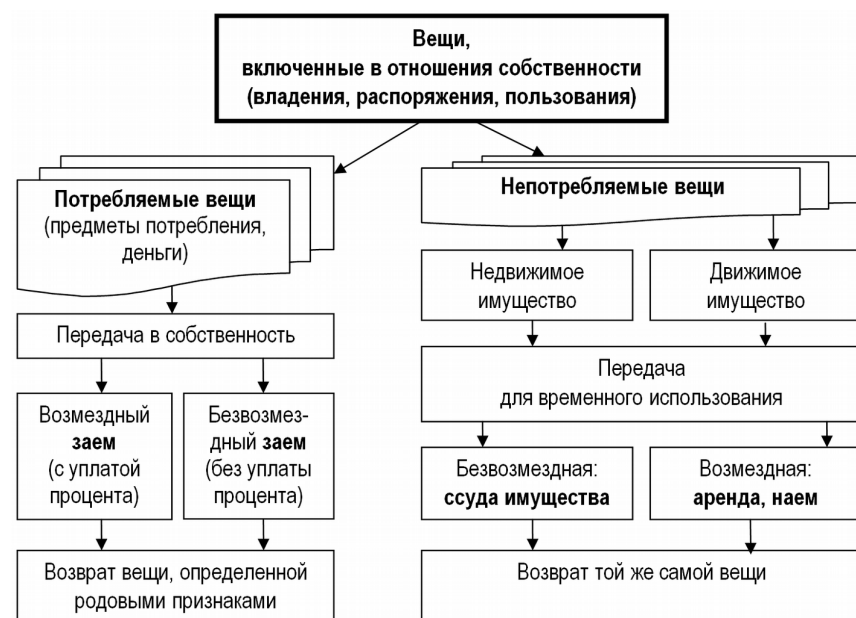 Вещи,
включенные в отношения собственности
(владения, распоряжения, пользования)
Потребляемые вещи
(предметы потребления,
деньги)
Передача в собственность
Возмездный
заем
(с уплатой
процента)
Безвозмез-
дный заем
(без уплаты
процента)
Возврат вещи, определенной
родовыми признаками
Непотребляемые вещи
Недвижимое
имущество
Движимое
имущество
Передача
для временного использования
Безвозмездная:
ссуда имущества
Возмездная:
аренда, наем
Возврат той же самой вещи